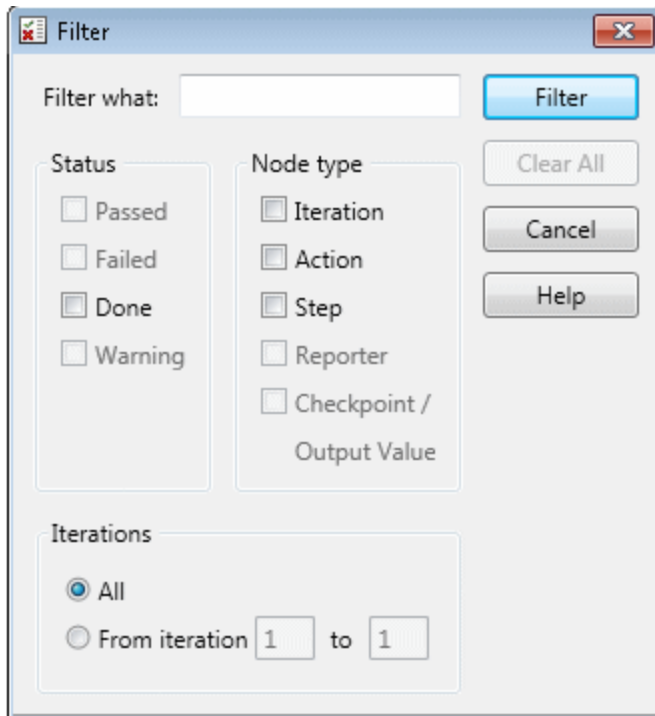 Filter
Filter what:
Filter
Status
Passed
Failed
Done
Warning
Node type
Iteration
Action
Step
Reporter
Checkpoint /
Output Value
Clear All
Cancel
Help
Iterations
All
From iteration 1 to 1